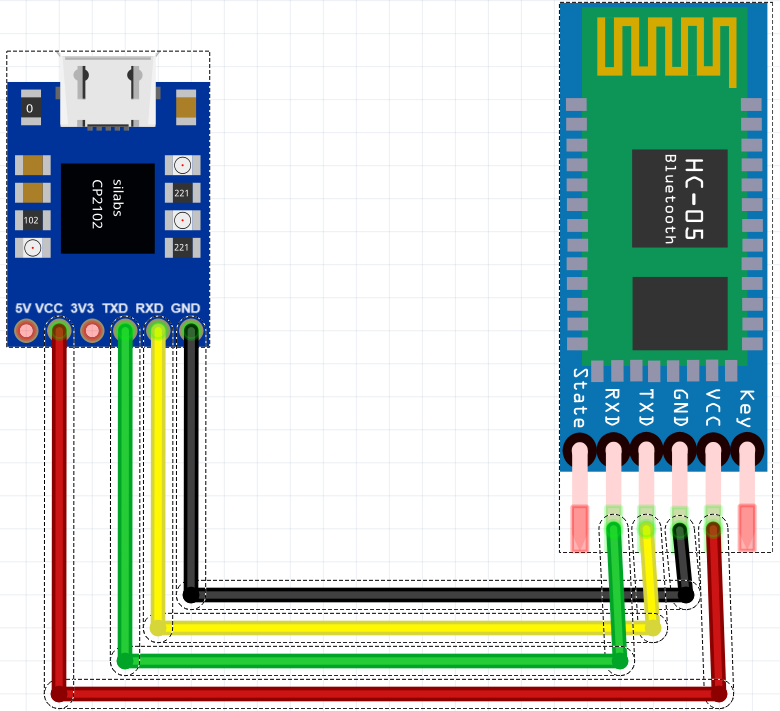 0
silabs
CP2102
221
102
221
5V VCC 3V3 TXD RXD GND
HC-05
Bluetooth
State RXD TXD GND VCC Key